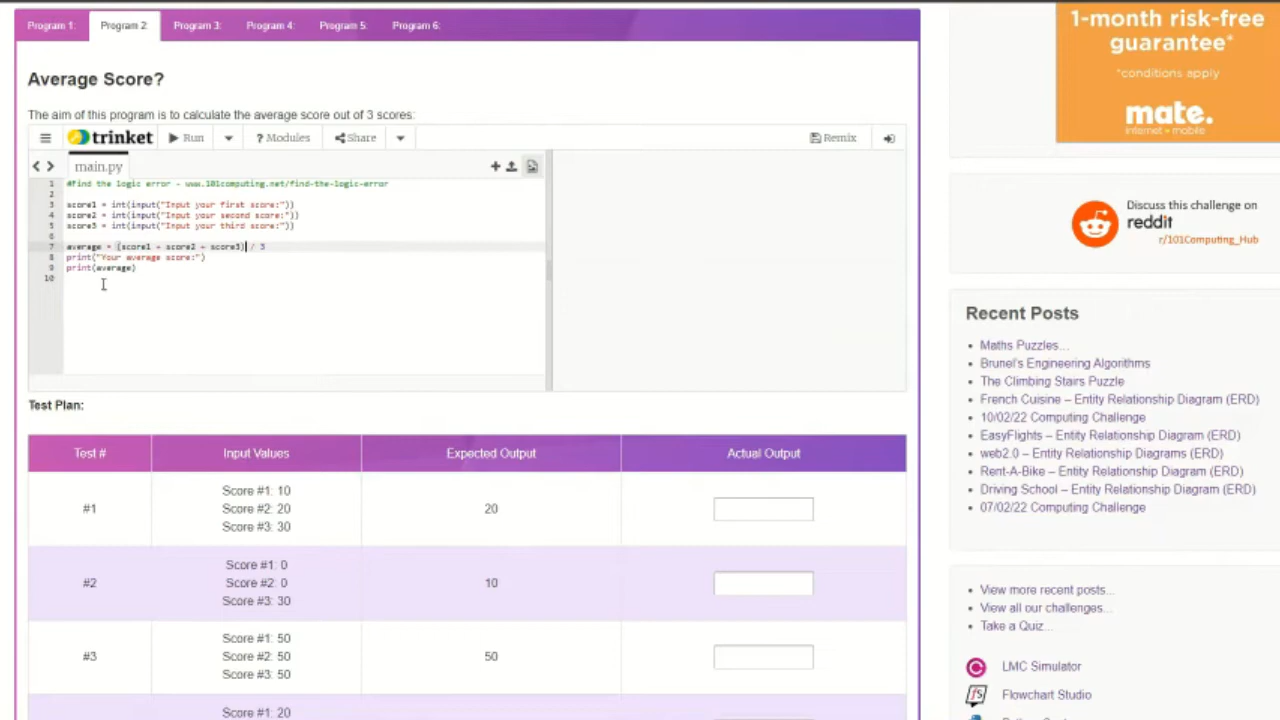 Program 1: Program 2: Program 3: Program 4: Program 5: Program 6:
Average Score?
The aim of this program is to calculate the average score out of 3 scores:
trinket Run ? Modules Share Remix
main.py
1 #Find the logic error - www.101computing.net/find-the-logic-error
2
3 score1 = int(input("Input your first score:"))
4 score2 = int(input("Input your second score:"))
5 score3 = int(input("Input your third score:"))
6
7 average = (score1 + score2 + score3) / 3
8 print("Your average score:")
9 print(average)
10
Test Plan:
Test # Input Values Expected Output Actual Output
#1 Score #1: 10 Score #2: 20 Score #3: 30 20
#2 Score #1: 0 Score #2: 0 Score #3: 30 10
#3 Score #1: 50 Score #2: 50 Score #3: 50 50
Score #1: 20
1-month risk-free
guarantee*
*conditions apply
mate.
internet + mobile
Discuss this challenge on
reddit
r/101Computing_Hub
Recent Posts
Maths Puzzles...
Brunel's Engineering Algorithms
The Climbing Stairs Puzzle
French Cuisine – Entity Relationship Diagram (ERD)
10/02/22 Computing Challenge
EasyFlights – Entity Relationship Diagram (ERD)
web2.0 – Entity Relationship Diagrams (ERD)
Rent-A-Bike – Entity Relationship Diagram (ERD)
Driving School – Entity Relationship Diagram (ERD)
07/02/22 Computing Challenge
View more recent posts...
View all our challenges...
Take a Quiz...
LMC Simulator
Flowchart Studio